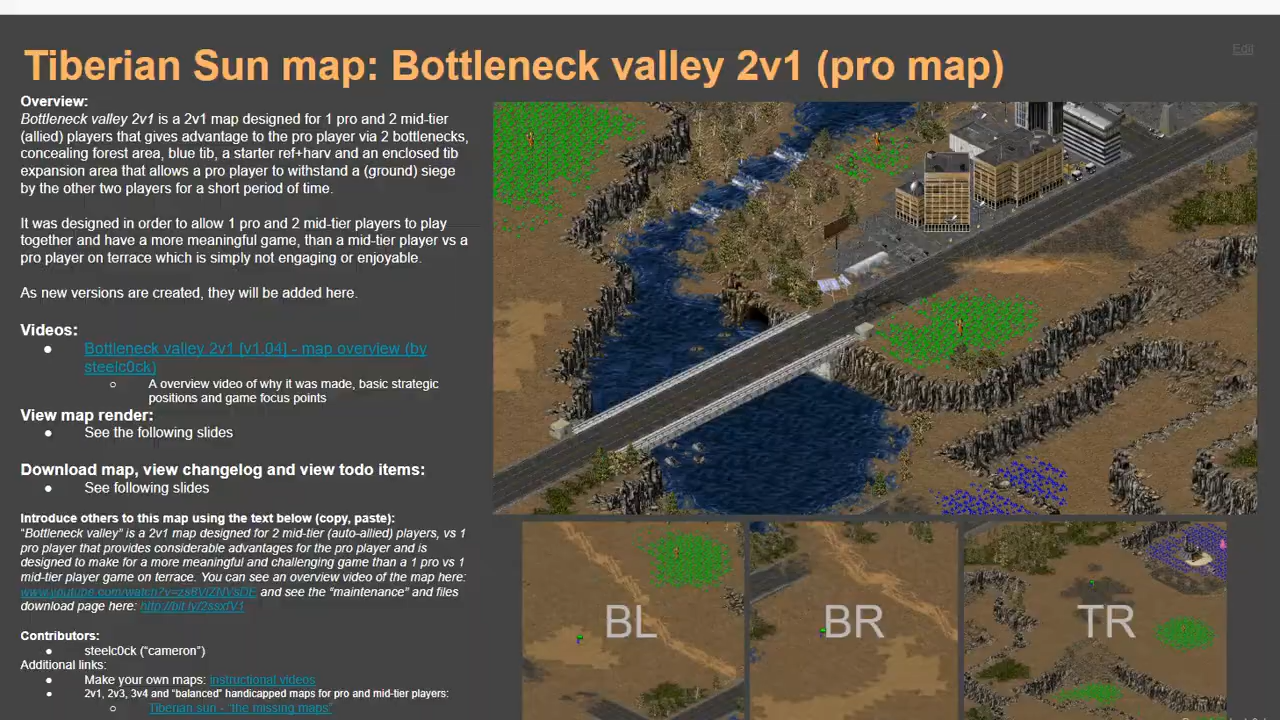 Edit
Tiberian Sun map: Bottleneck valley 2v1 (pro map)
Overview:
Bottleneck valley 2v1 is a 2v1 map designed for 1 pro and 2 mid-tier
(allied) players that gives advantage to the pro player via 2 bottlenecks,
concealing forest area, blue tib, a starter ref+harv and an enclosed tib
expansion area that allows a pro player to withstand a (ground) siege
by the other two players for a short period of time.
It was designed in order to allow 1 pro and 2 mid-tier players to play
together and have a more meaningful game, than a mid-tier player vs a
pro player on terrace which is simply not engaging or enjoyable.
As new versions are created, they will be added here.
Videos:
● Bottleneck valley 2v1 [v1.04] - map overview (by
steelc0ck)
○ A overview video of why it was made, basic strategic
positions and game focus points
View map render:
● See the following slides
Download map, view changelog and view todo items:
● See following slides
Introduce others to this map using the text below (copy, paste):
"Bottleneck valley" is a 2v1 map designed for 2 mid-tier (auto-allied) players, vs 1
pro player that provides considerable advantages for the pro player and is
designed to make for a more meaningful and challenging game than a 1 pro vs 1
mid-tier player game on terrace. You can see an overview video of the map here:
and see the "maintenance" and files
download page here: http://bit.ly/2ssxfV1
Contributors:
● steelc0ck ("cameron")
Additional links:
● Make your own maps: instructional videos
● 2v1, 2v3, 3v4 and "balanced" handicapped maps for pro and mid-tier players:
○ Tiberian sun - "the missing maps"
BL
BR
TR